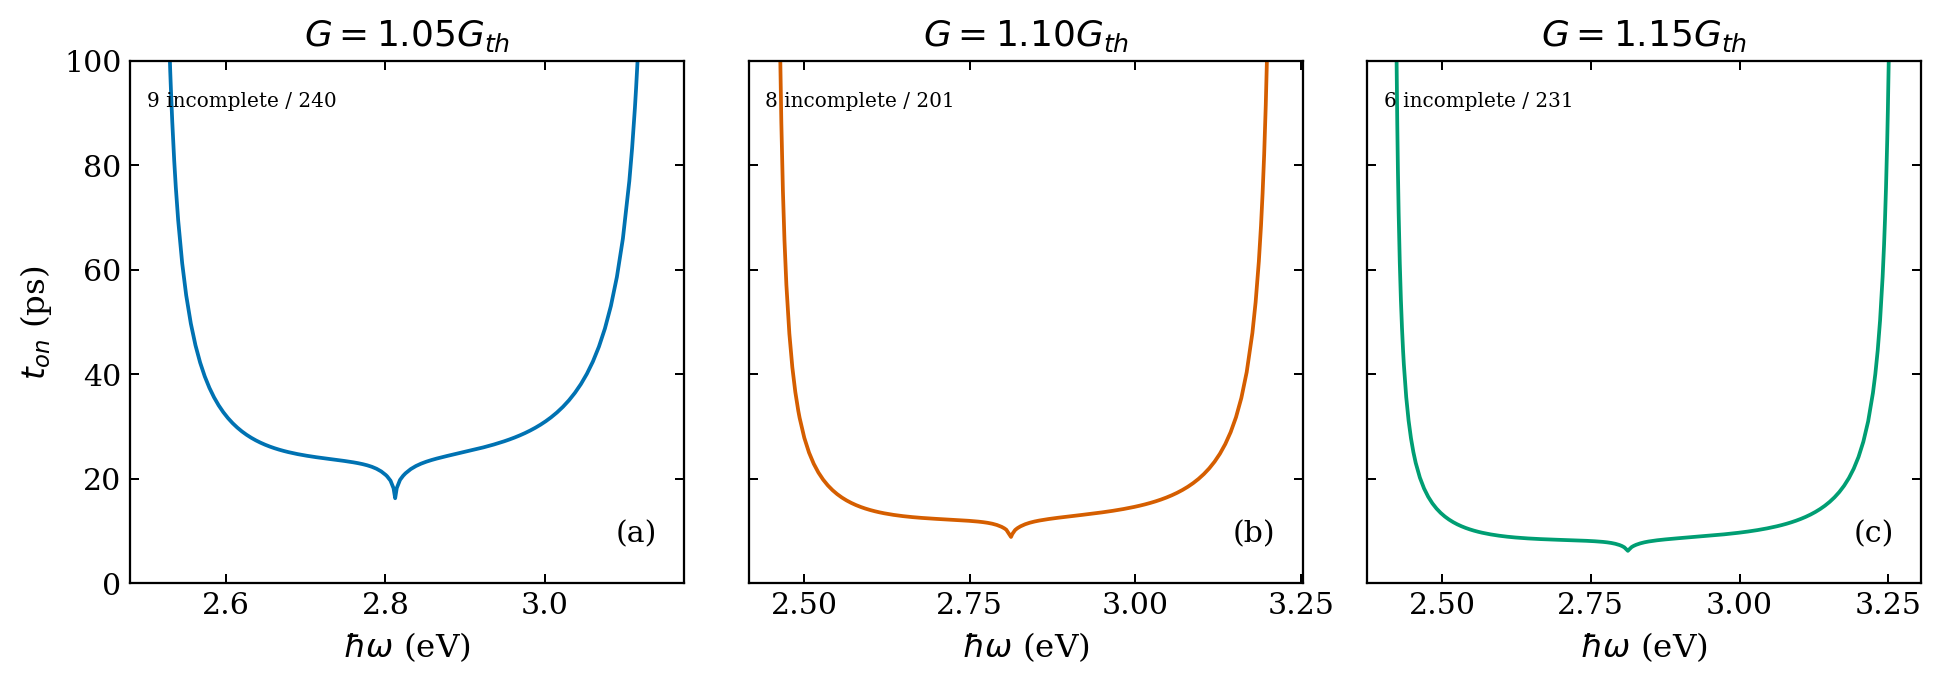 G = 1.05G_th
G = 1.10G_th
G = 1.15G_th
9 incomplete / 240
8 incomplete / 201
6 incomplete / 231
100
80
60
40
20
0
t_on (ps)
(a)
(b)
(c)
2.6 2.8 3.0
2.50 2.75 3.00 3.25
2.50 2.75 3.00 3.25
ℏω (eV)
ℏω (eV)
ℏω (eV)